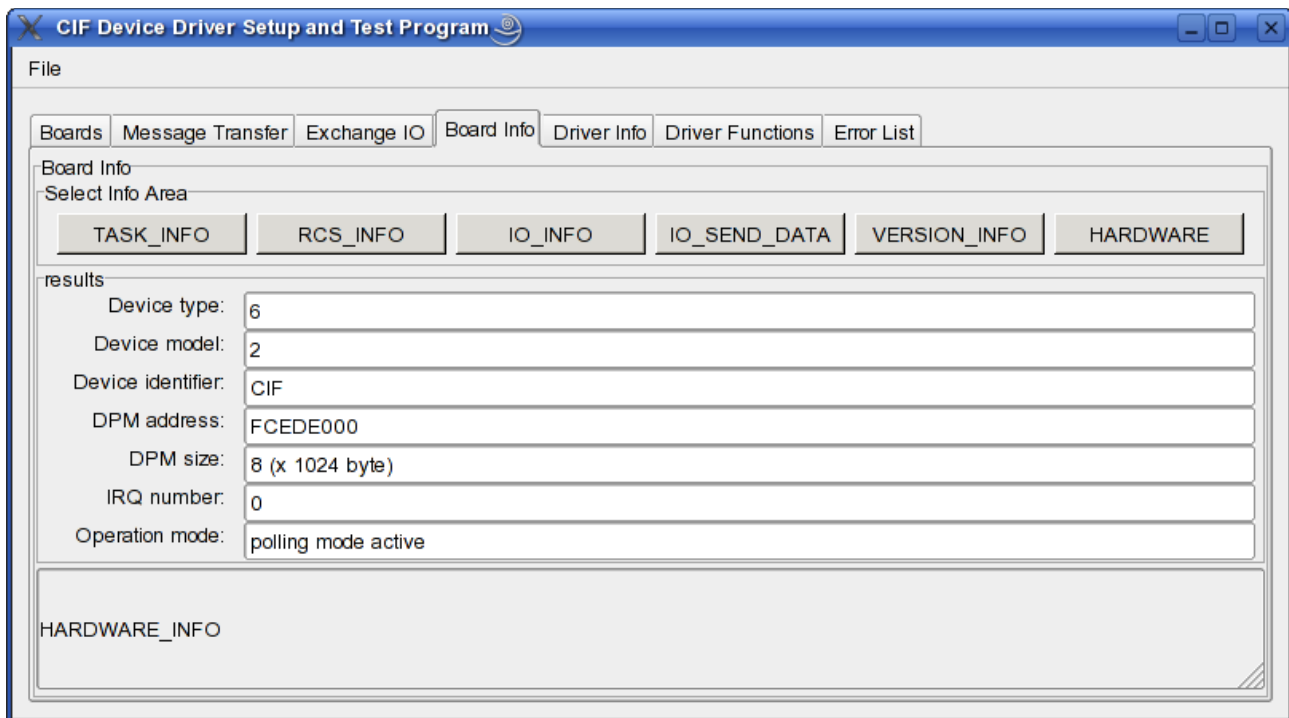 CIF Device Driver Setup and Test Program
File
Boards Message Transfer Exchange IO Board Info Driver Info Driver Functions Error List
Board Info
Select Info Area
TASK_INFO RCS_INFO IO_INFO IO_SEND_DATA VERSION_INFO HARDWARE
results
Device type: 6
Device model: 2
Device identifier: CIF
DPM address: FCEDE000
DPM size: 8 (x 1024 byte)
IRQ number: 0
Operation mode: polling mode active
HARDWARE_INFO